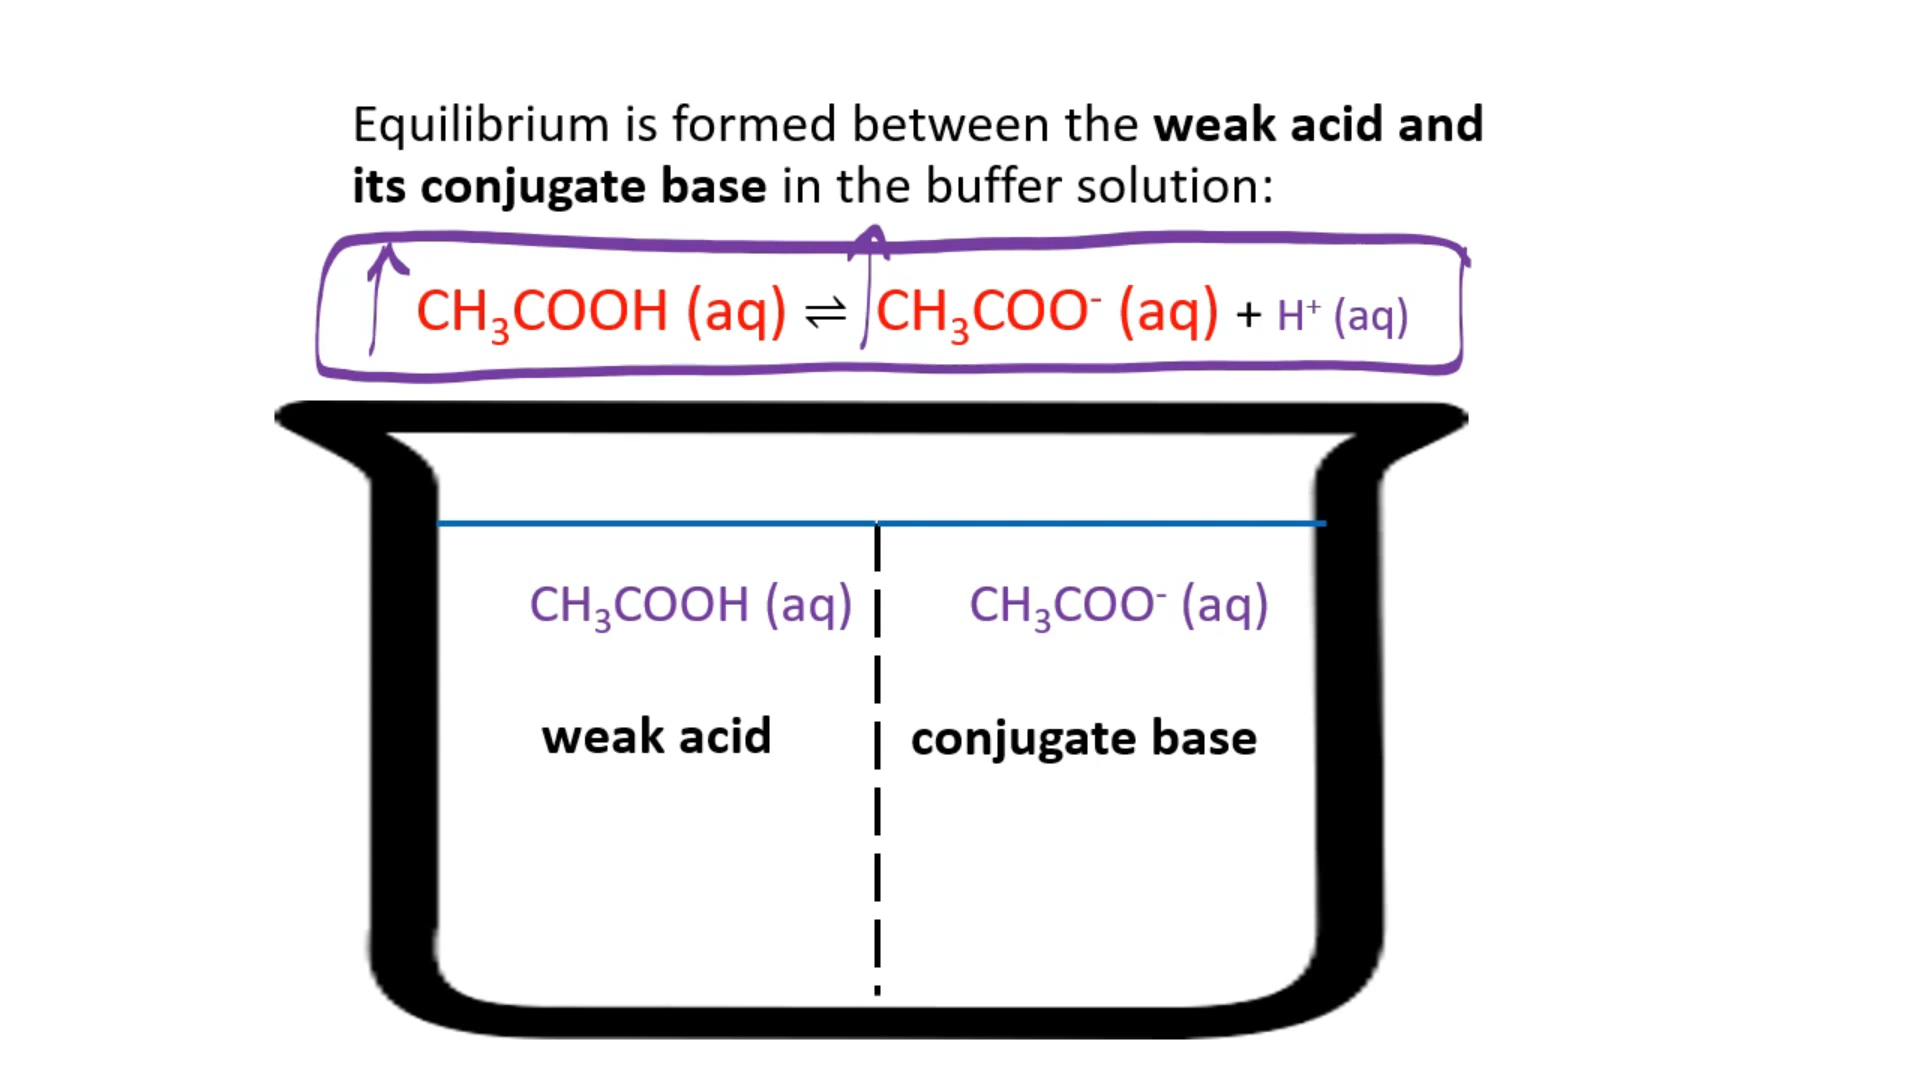 Equilibrium is formed between the weak acid and
its conjugate base in the buffer solution:
CH₃COOH (aq) ⇌ CH₃COO⁻ (aq) + H⁺ (aq)
CH₃COOH (aq) CH₃COO⁻ (aq)
weak acid conjugate base